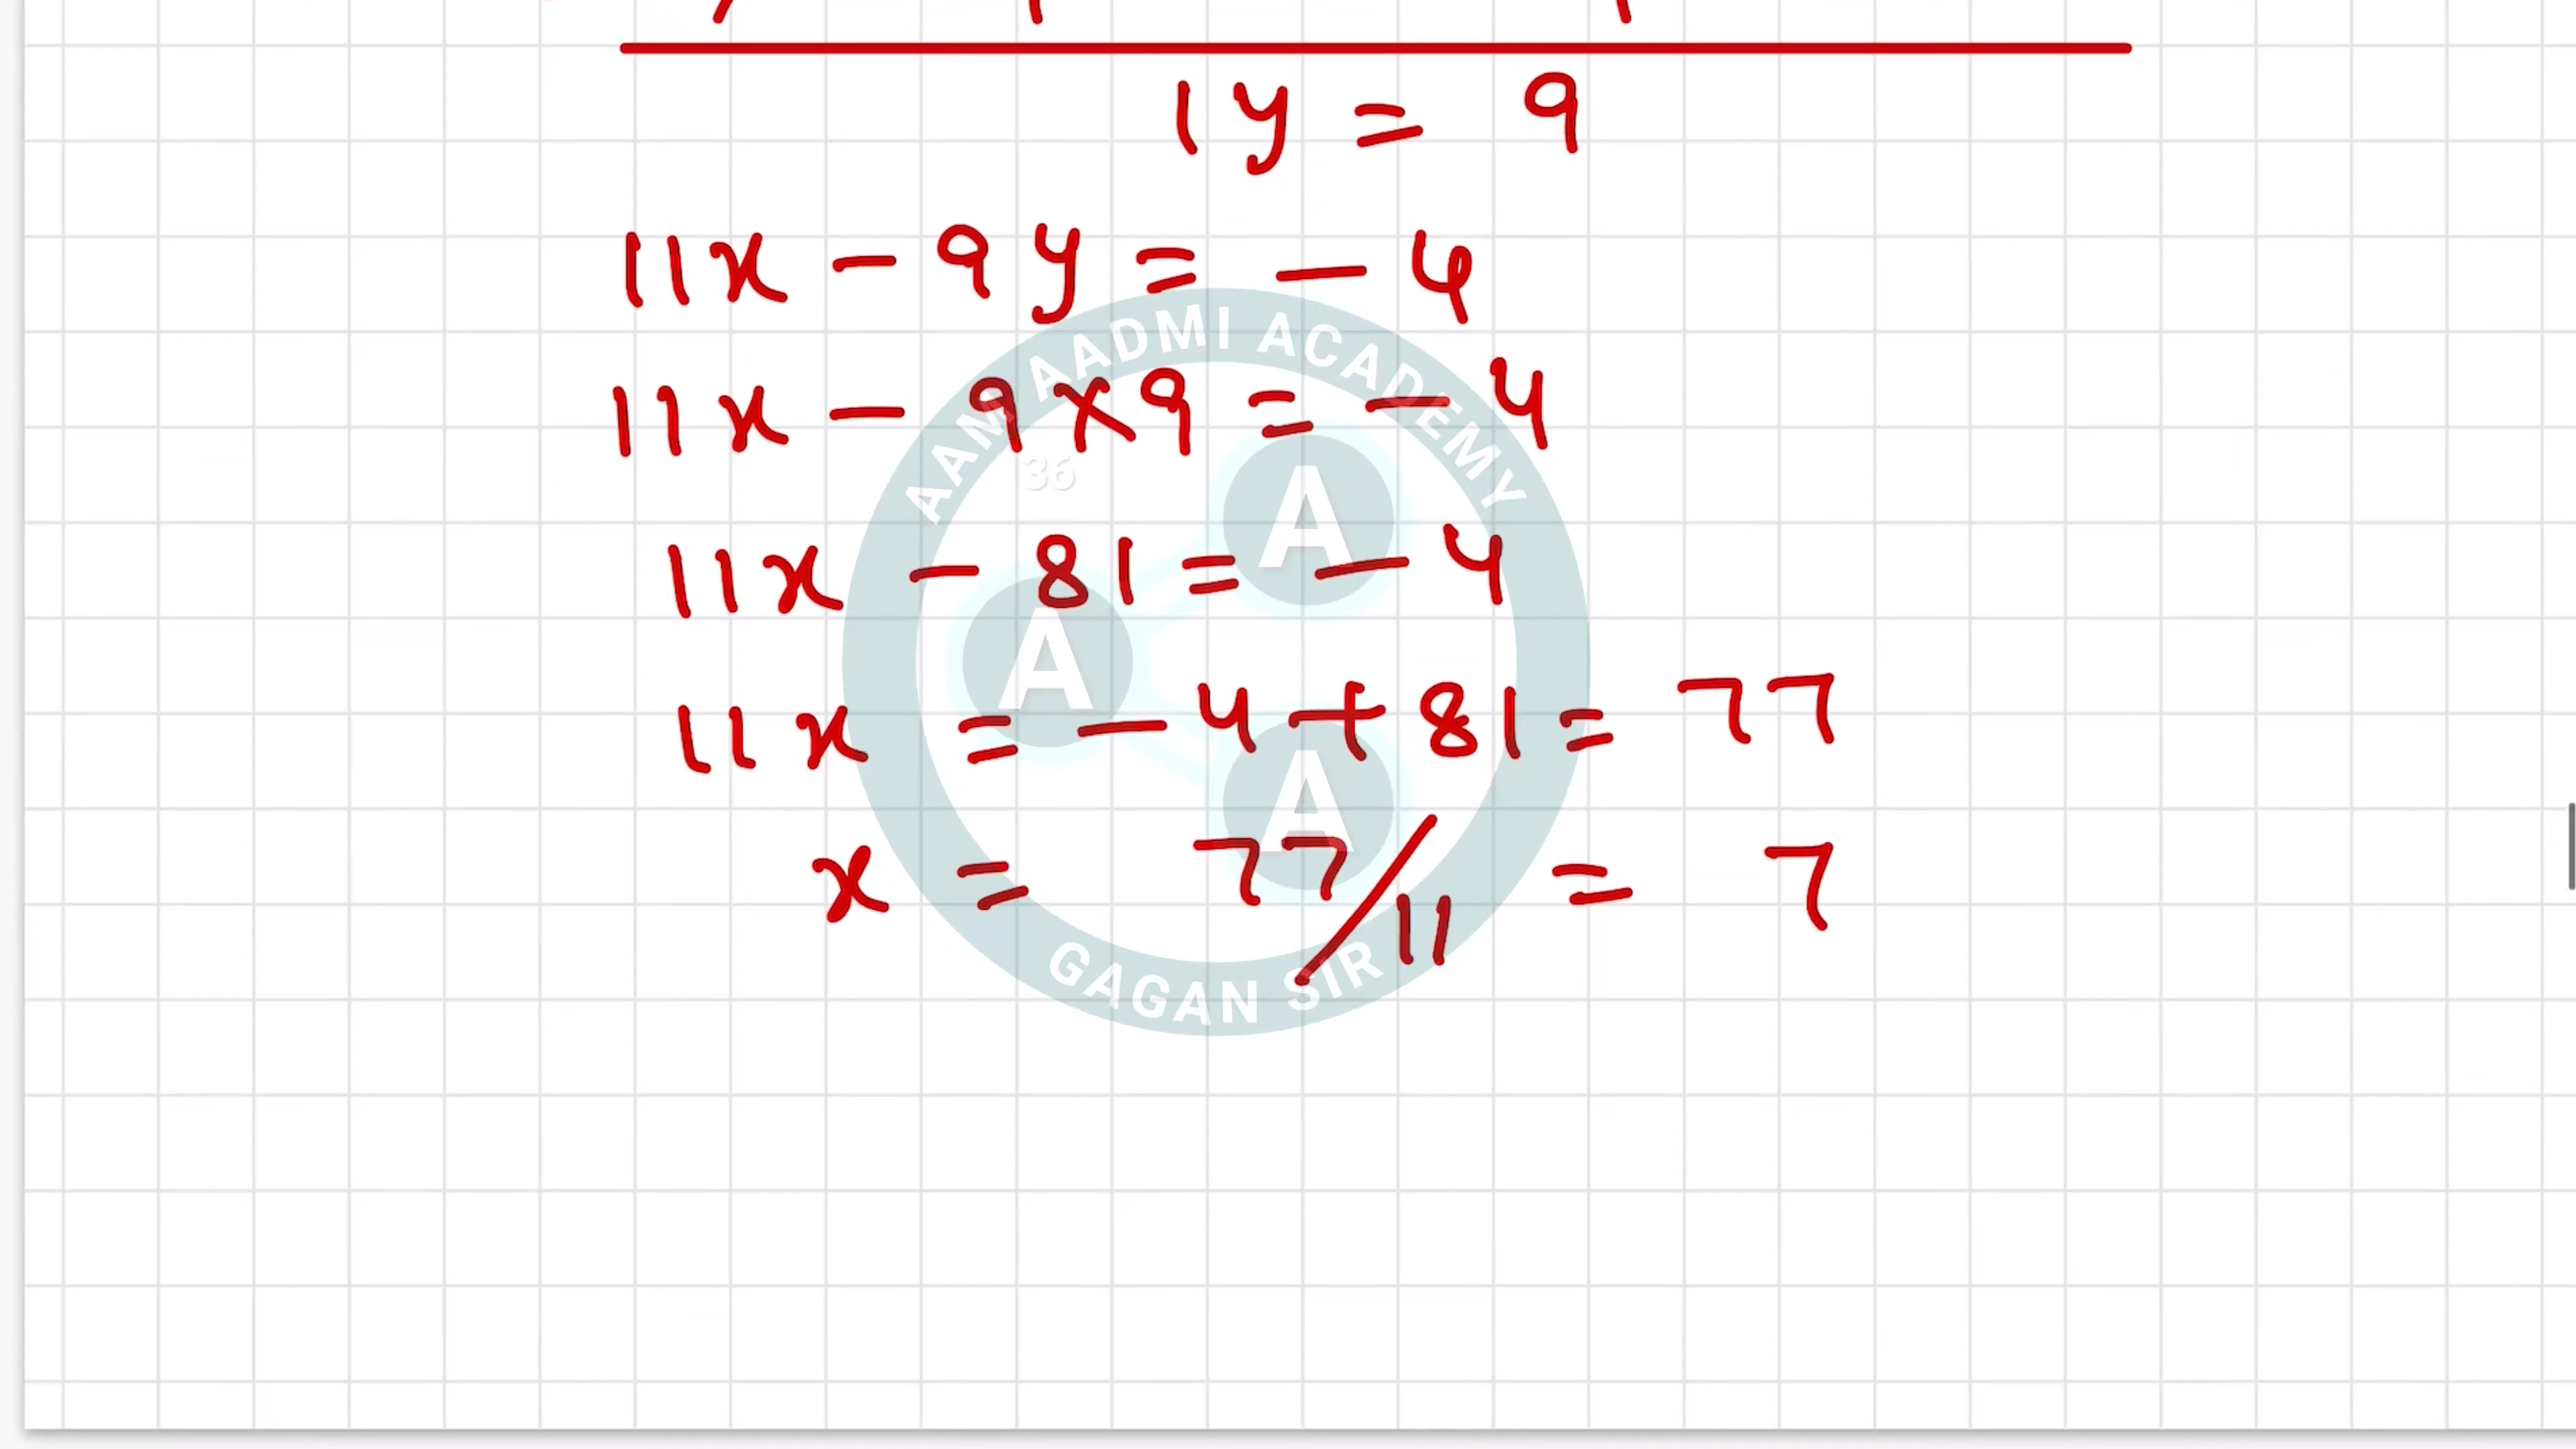 1y = 9
11x - 9y = - 4
11x - 9×9 = - 4
11x - 81 = - 4
11x = - 4 + 81 = 77
x = 77/11 = 7
AAM AADMI ACADEMY
36
A
A
A
GAGAN SIR